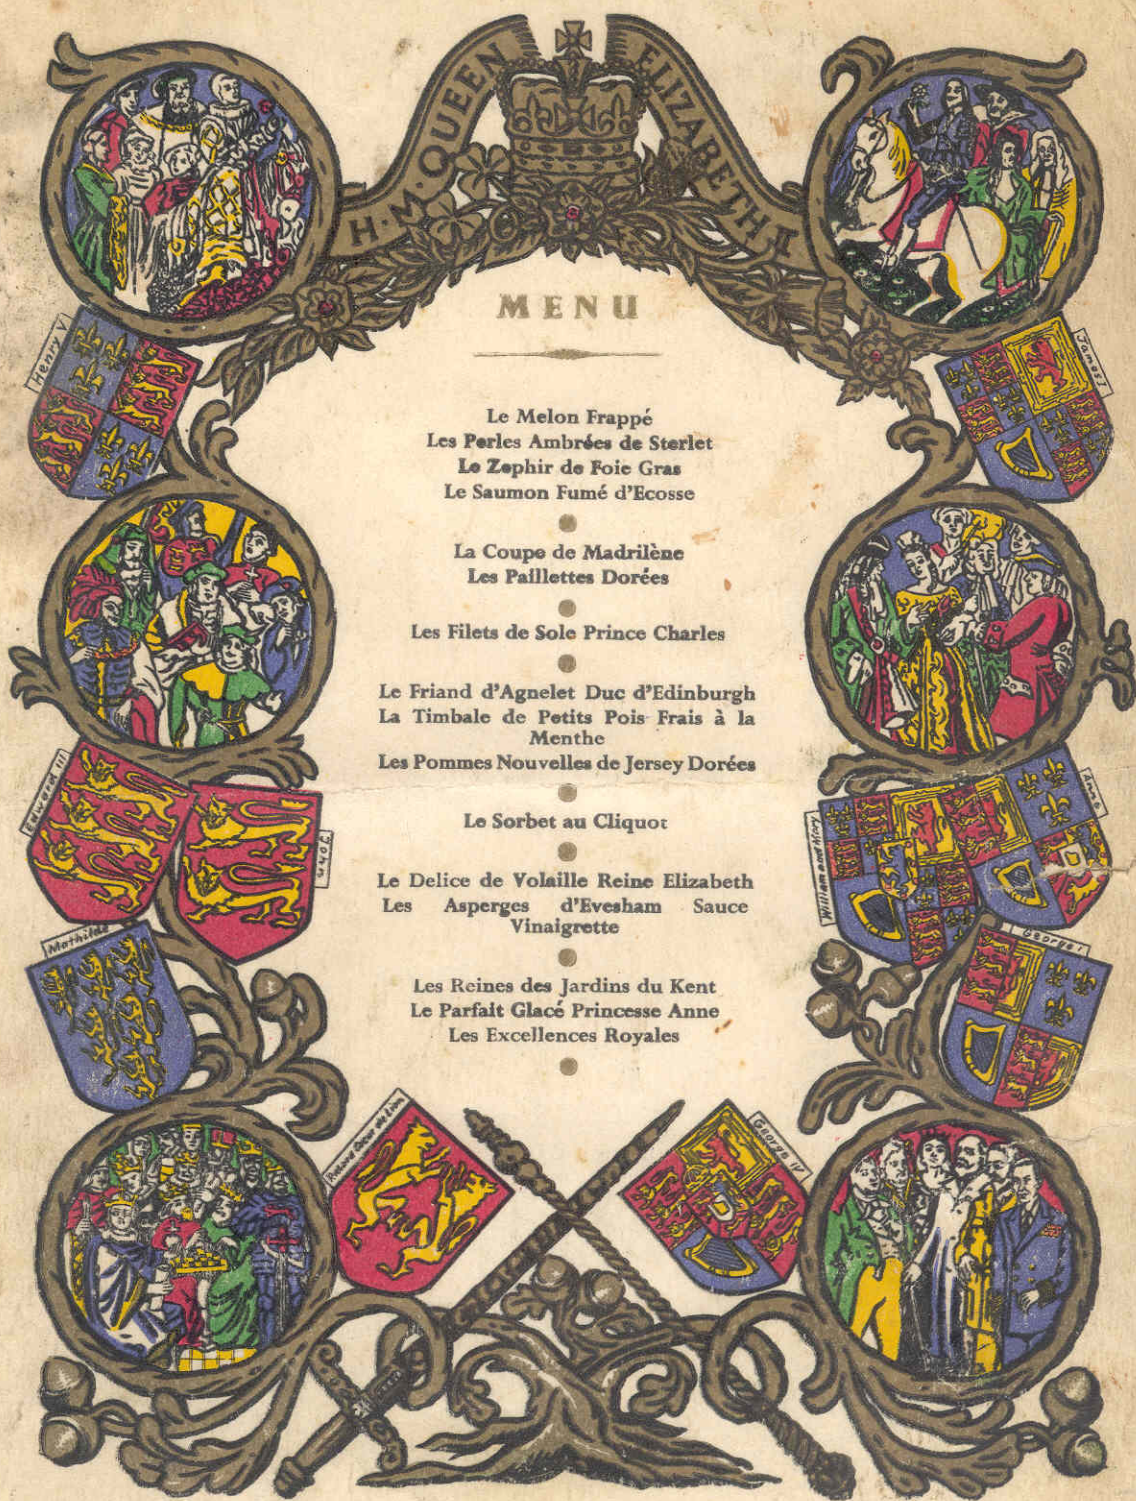 H·M·QUEEN ELIZABETH II
MENU
Le Melon Frappé
Les Perles Ambrées de Sterlet
Le Zephir de Foie Gras
Le Saumon Fumé d'Ecosse
La Coupe de Madrilène
Les Paillettes Dorées
Les Filets de Sole Prince Charles
Le Friand d'Agnelet Duc d'Edinburgh
La Timbale de Petits Pois Frais à la
Menthe
Les Pommes Nouvelles de Jersey Dorées
Le Sorbet au Cliquot
Le Delice de Volaille Reine Elizabeth
Les Asperges d'Evesham Sauce
Vinaigrette
Les Reines des Jardins du Kent
Le Parfait Glacé Princesse Anne
Les Excellences Royales
Henry V
Edward III
John
Mathilde
Richard Coeur de Lion
James I
Anne
William and Mary
George I
George IV